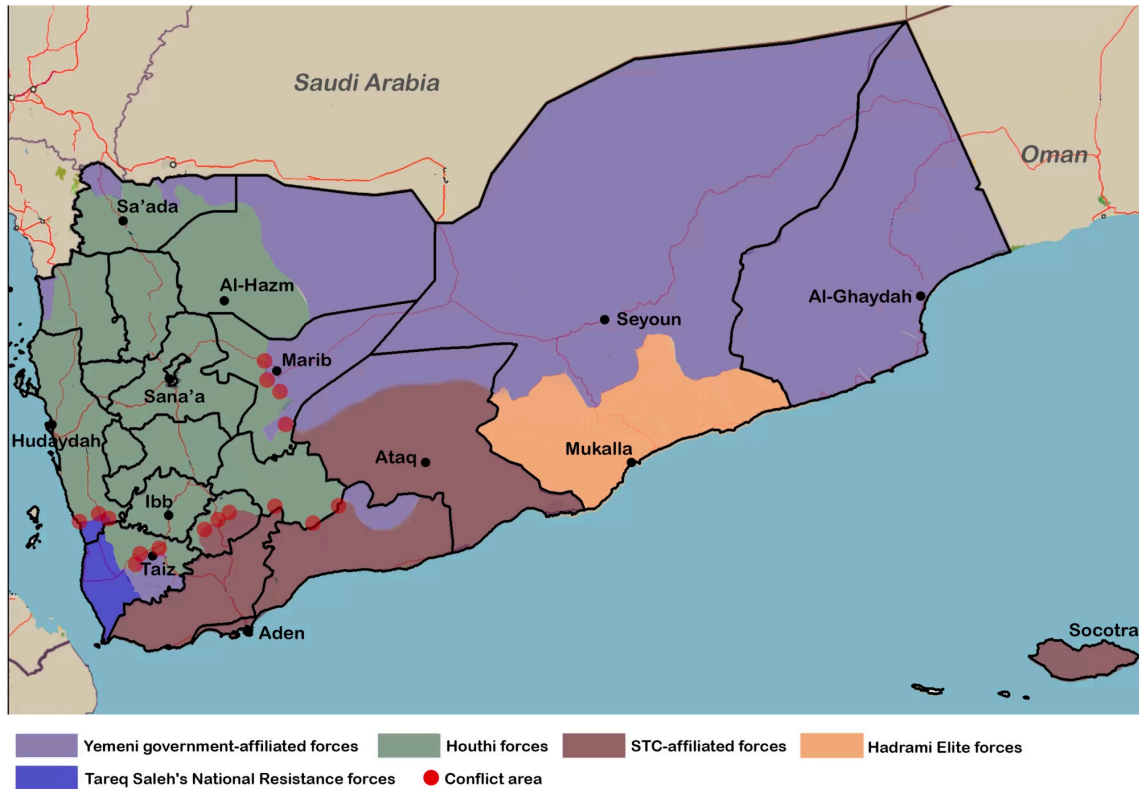 Saudi Arabia
Oman
Sa'ada
Al-Hazm
Al-Ghaydah
Seyoun
Marib
Sana'a
Hudaydah
Ataq
Mukalla
Ibb
Taiz
Aden
Socotra
Yemeni government-affiliated forces
Houthi forces
STC-affiliated forces
Hadrami Elite forces
Tareq Saleh's National Resistance forces
Conflict area